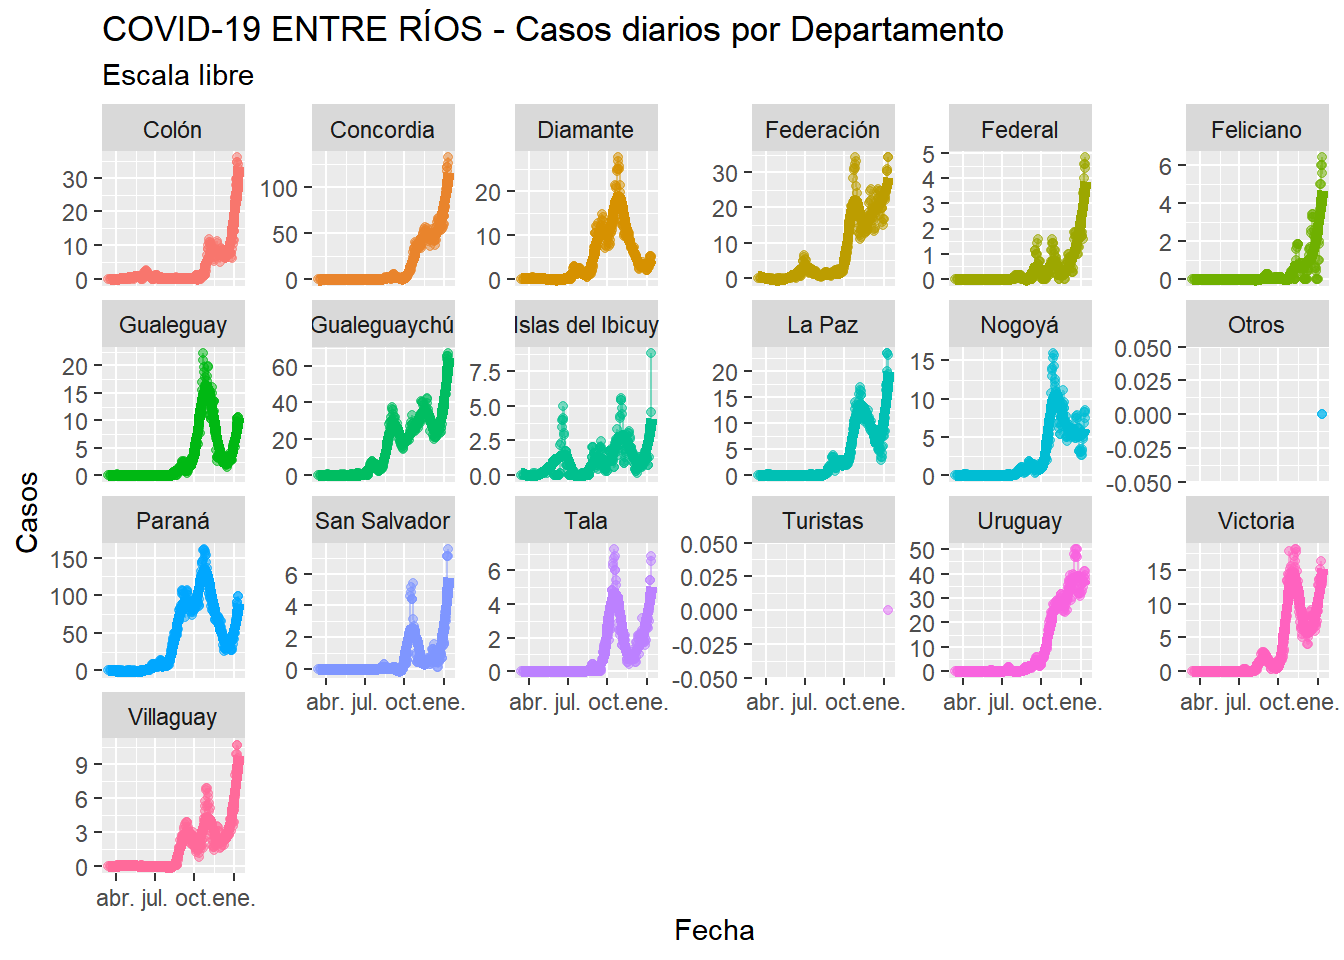 COVID-19 ENTRE RÍOS - Casos diarios por Departamento
Escala libre
Colón
Concordia
Diamante
Federación
Federal
Feliciano
30
20
10
0
100
50
0
20
10
0
30
20
10
0
5
4
3
2
1
0
6
4
2
0
Gualeguay
Gualeguaychú
Islas del Ibicuy
La Paz
Nogoyá
Otros
20
15
10
5
0
60
40
20
0
7.5
5.0
2.5
0.0
20
15
10
5
0
15
10
5
0
0.050
0.025
0.000
-0.025
-0.050
Casos
Paraná
San Salvador
Tala
Turistas
Uruguay
Victoria
150
100
50
0
6
4
2
0
6
4
2
0
0.050
0.025
0.000
-0.025
-0.050
50
40
30
20
10
0
15
10
5
0
abr. jul. oct. ene.
abr. jul. oct. ene.
abr. jul. oct. ene.
abr. jul. oct. ene.
abr. jul. oct. ene.
Villaguay
9
6
3
0
abr. jul. oct. ene.
Fecha